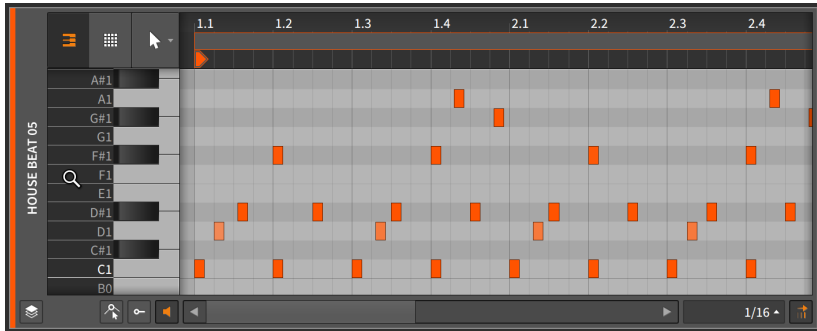 1.1 1.2 1.3 1.4 2.1 2.2 2.3 2.4
HOUSE BEAT 05
A#1
A1
G#1
G1
F#1
F1
E1
D#1
D1
C#1
C1
B0
1/16